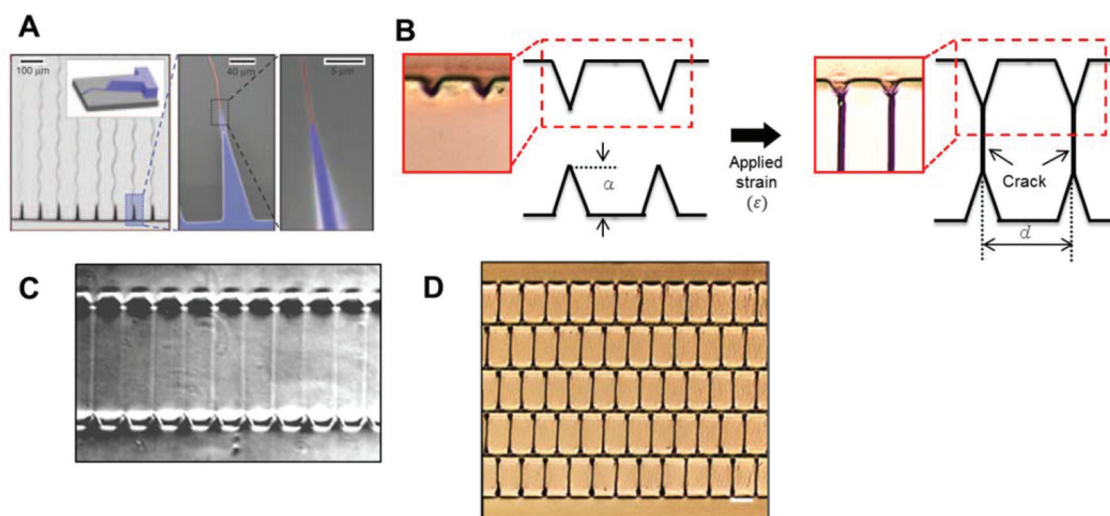 A
100 μm
40 μm
5 μm
B
a
Applied
strain
(ε)
Crack
d
C
D